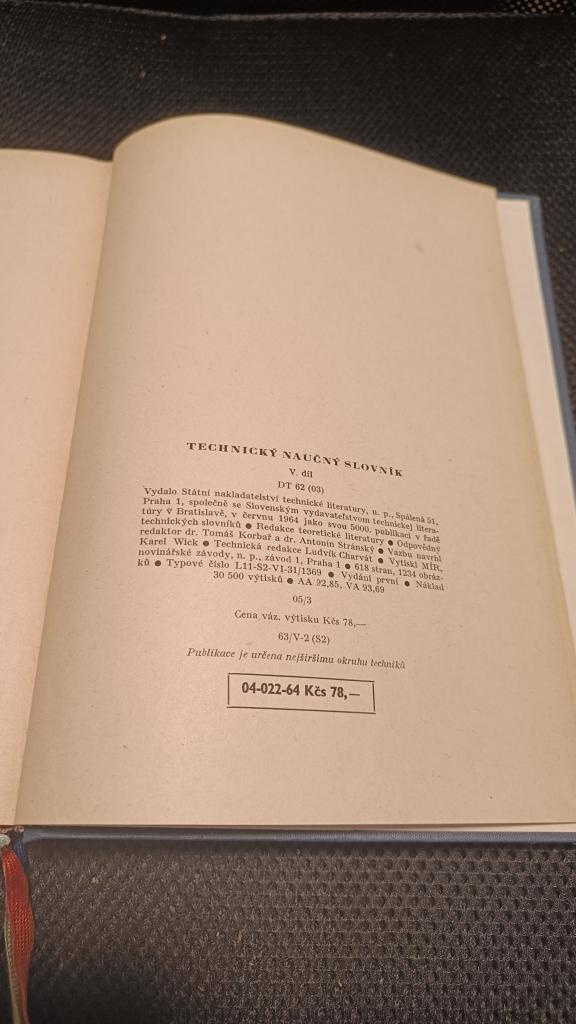 TECHNICKÝ NAUČNÝ SLOVNÍK
V. díl
DT 62 (03)
Vydalo Státní nakladatelství technické literatury, n. p., Spálená 51,
Praha 1, společně se Slovenským vydavateľstvom technickej litera-
túry v Bratislavě, v červnu 1964 jako svou 5000. publikaci v řadě
technických slovníků ● Redakce teoretické literatury ● Odpovědný
redaktor dr. Tomáš Korbař a dr. Antonín Stránský ● Vazbu navrhl
Karel Wick ● Technická redakce Ludvík Charvát ● Vytiskl MÍR,
novinářské závody, n. p., závod 1, Praha 1 ● 618 stran, 1234 obráz-
ků ● Typové číslo L11-S2-VI-31/1369 ● Vydání první ● Náklad
30 500 výtisků ● AA 92,85, VA 93,69
05/3
Cena váz. výtisku Kčs 78,—
63/V-2 (S2)
Publikace je určena nejširšímu okruhu techniků
04-022-64 Kčs 78,—